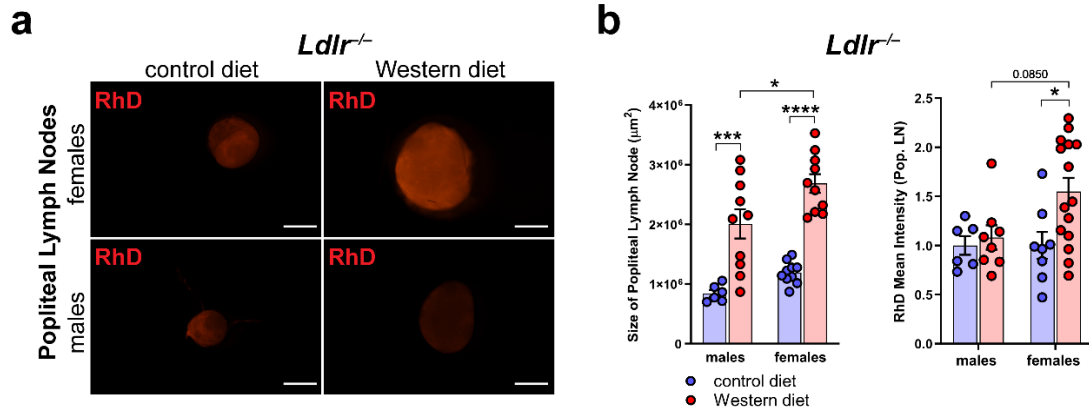 a
Ldlr–/–
control diet
Western diet
Popliteal Lymph Nodes
females
males
RhD
RhD
RhD
RhD
b
Ldlr–/–
Size of Popliteal Lymph Node (µm²)
4×10⁶
3×10⁶
2×10⁶
1×10⁶
0
***
****
*
males
females
control diet
Western diet
RhD Mean Intensity (Pop. LN)
2.5
2.0
1.5
1.0
0.5
0.0
0.0850
*
males
females